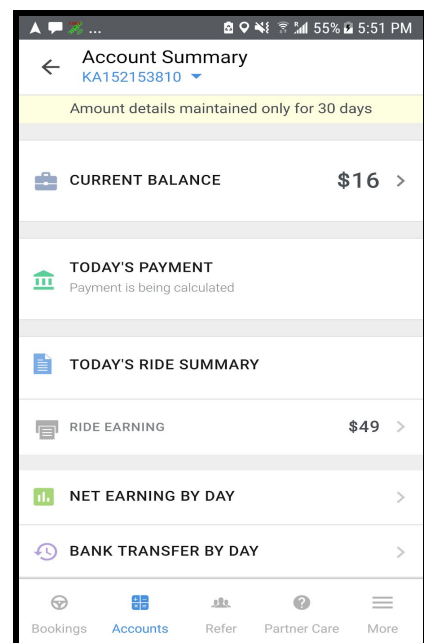 ... 55% 5:51 PM
Account Summary
KA152153810
Amount details maintained only for 30 days
CURRENT BALANCE $16
TODAY'S PAYMENT
Payment is being calculated
TODAY'S RIDE SUMMARY
RIDE EARNING $49
NET EARNING BY DAY
BANK TRANSFER BY DAY
Bookings Accounts Refer Partner Care More